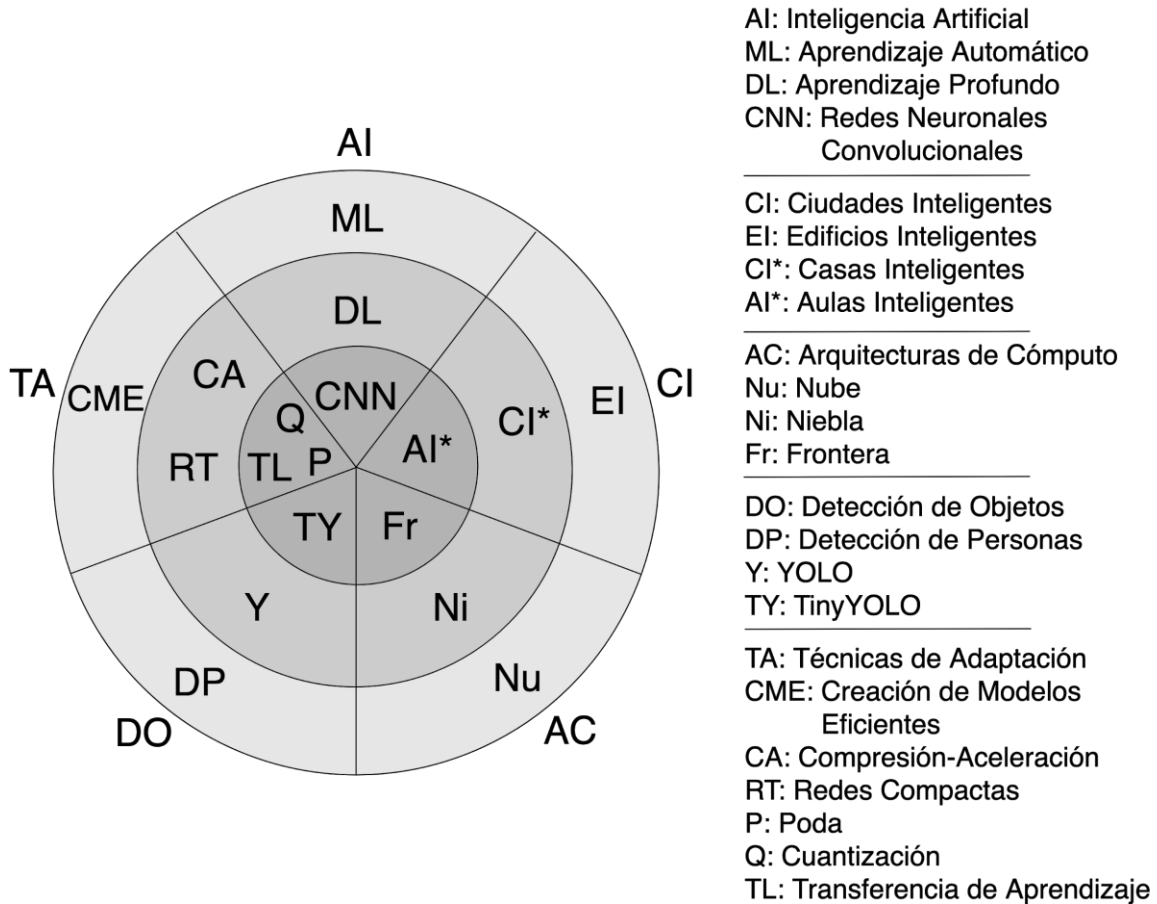 AI
ML
DL
CNN
TA
CME
CA
RT
Q
TL
P
AI*
CI*
EI
CI
TY
Fr
Y
Ni
DP
Nu
DO
AC
AI: Inteligencia Artificial
ML: Aprendizaje Automático
DL: Aprendizaje Profundo
CNN: Redes Neuronales
Convolucionales
CI: Ciudades Inteligentes
EI: Edificios Inteligentes
CI*: Casas Inteligentes
AI*: Aulas Inteligentes
AC: Arquitecturas de Cómputo
Nu: Nube
Ni: Niebla
Fr: Frontera
DO: Detección de Objetos
DP: Detección de Personas
Y: YOLO
TY: TinyYOLO
TA: Técnicas de Adaptación
CME: Creación de Modelos
Eficientes
CA: Compresión-Aceleración
RT: Redes Compactas
P: Poda
Q: Cuantización
TL: Transferencia de Aprendizaje